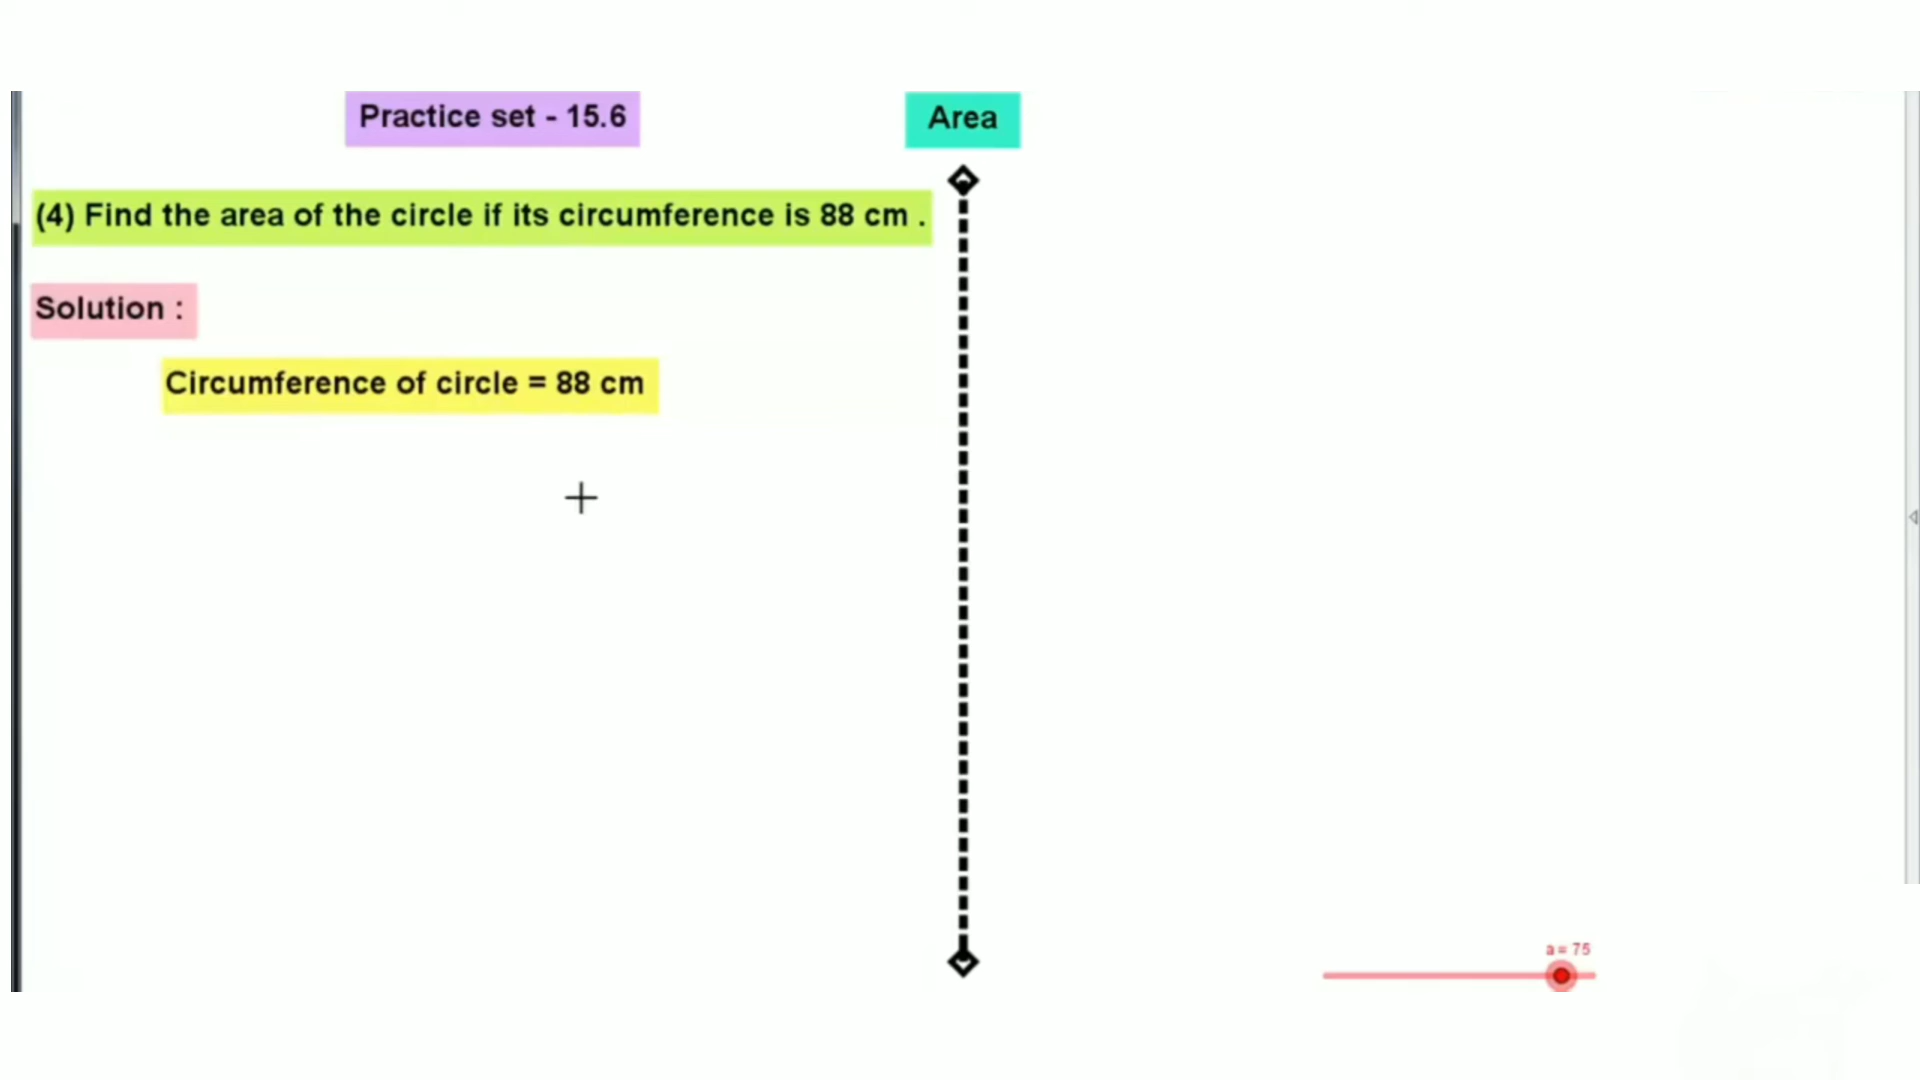 Practice set - 15.6
Area
(4) Find the area of the circle if its circumference is 88 cm .
Solution :
Circumference of circle = 88 cm
a = 75